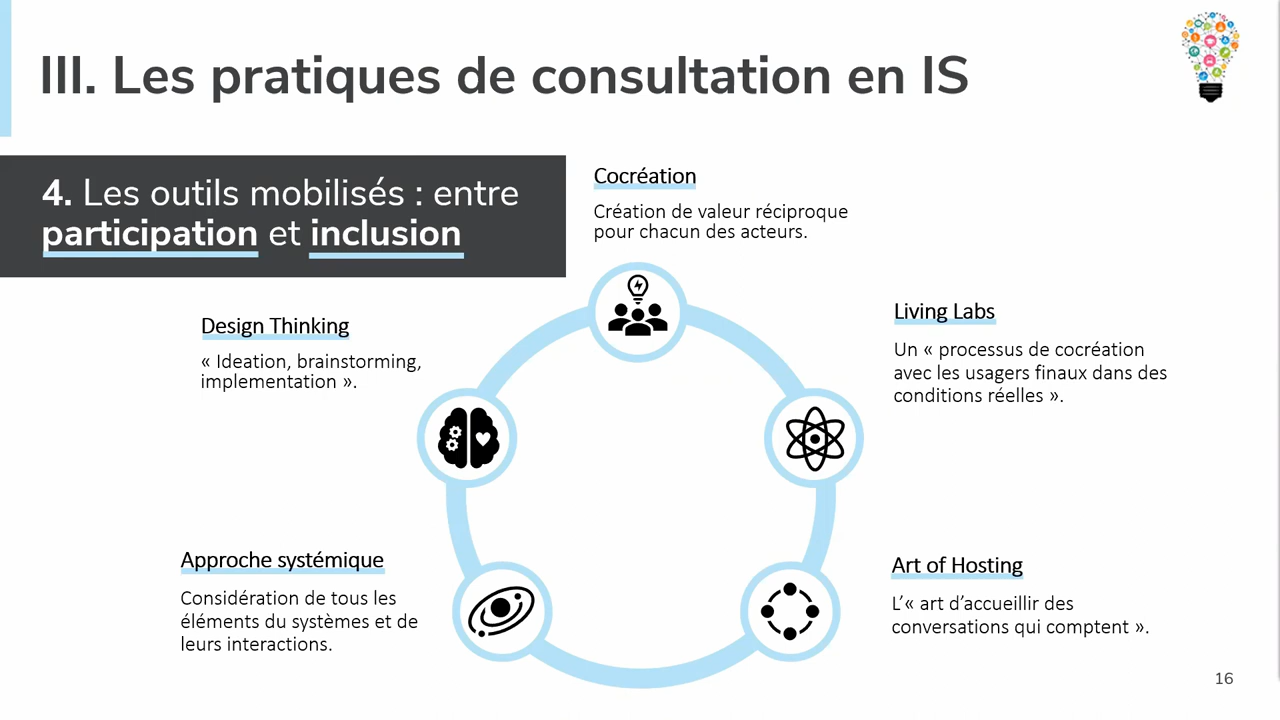 III. Les pratiques de consultation en IS
4. Les outils mobilisés : entre
participation et inclusion
Cocréation
Création de valeur réciproque
pour chacun des acteurs.
Living Labs
Un « processus de cocréation
avec les usagers finaux dans des
conditions réelles ».
Art of Hosting
L’« art d’accueillir des
conversations qui comptent ».
Approche systémique
Considération de tous les
éléments du systèmes et de
leurs interactions.
Design Thinking
« Ideation, brainstorming,
implementation ».
16